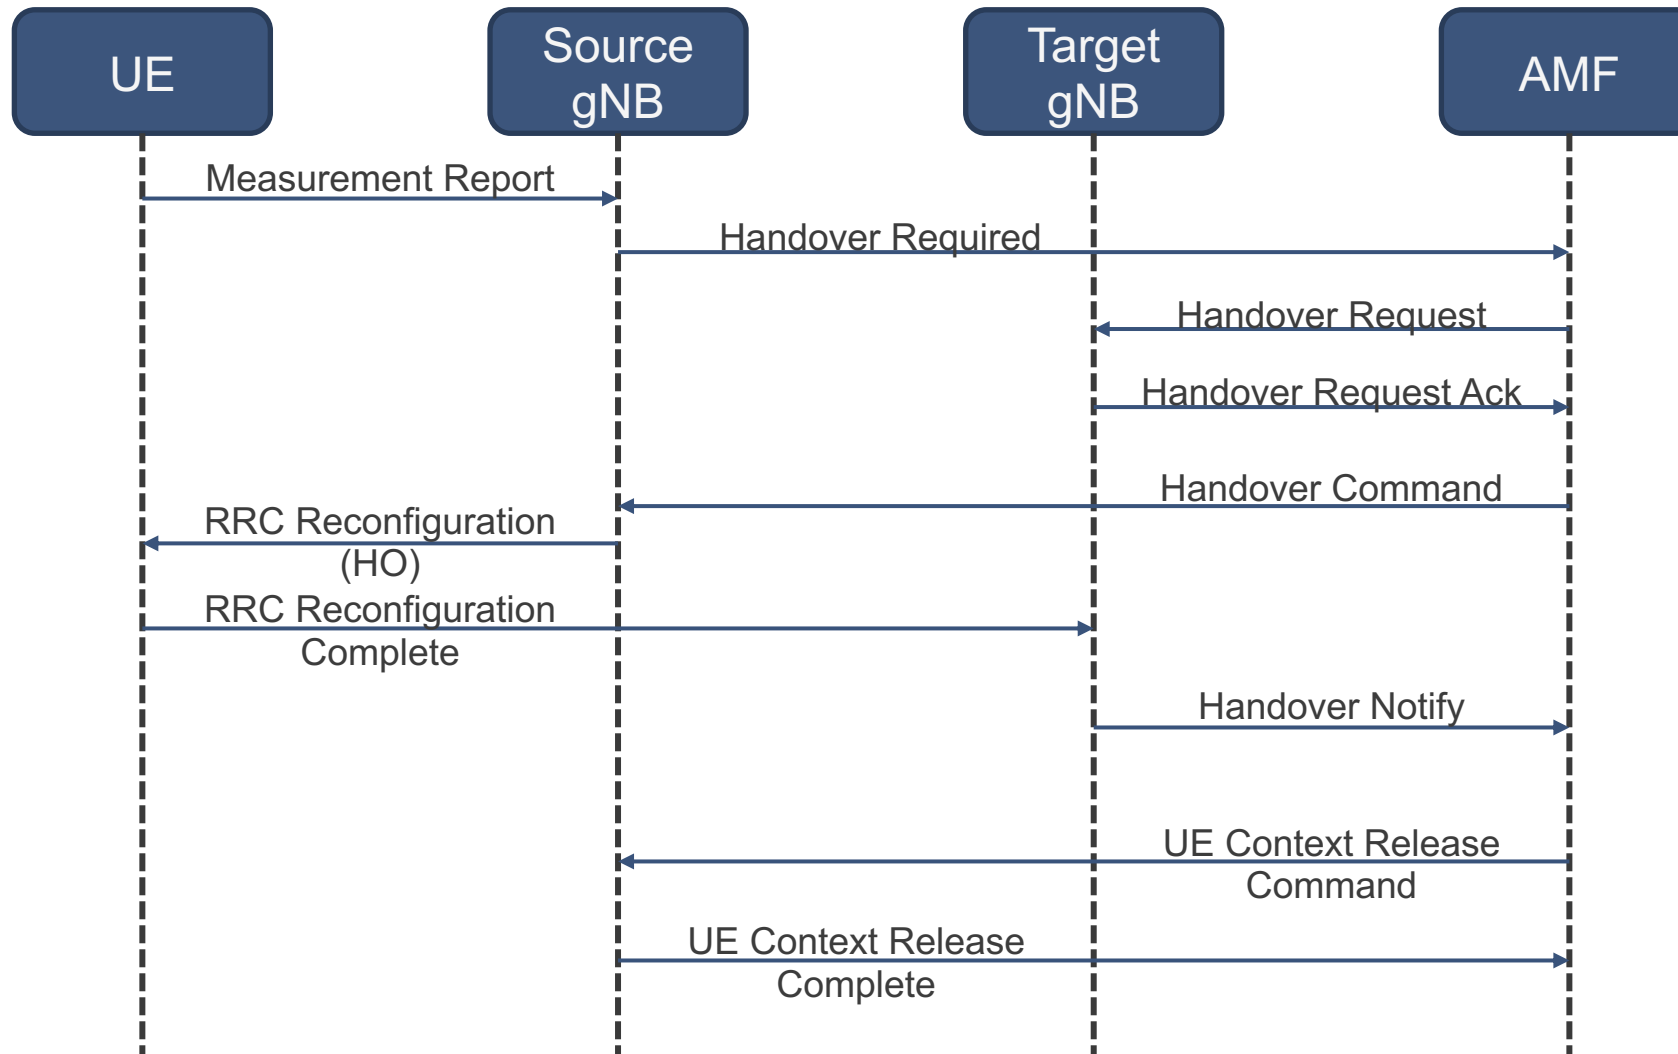 UE
Source
gNB
Target
gNB
AMF
Measurement Report
Handover Required
Handover Request
Handover Request Ack
Handover Command
RRC Reconfiguration
(HO)
RRC Reconfiguration
Complete
Handover Notify
UE Context Release
Command
UE Context Release
Complete